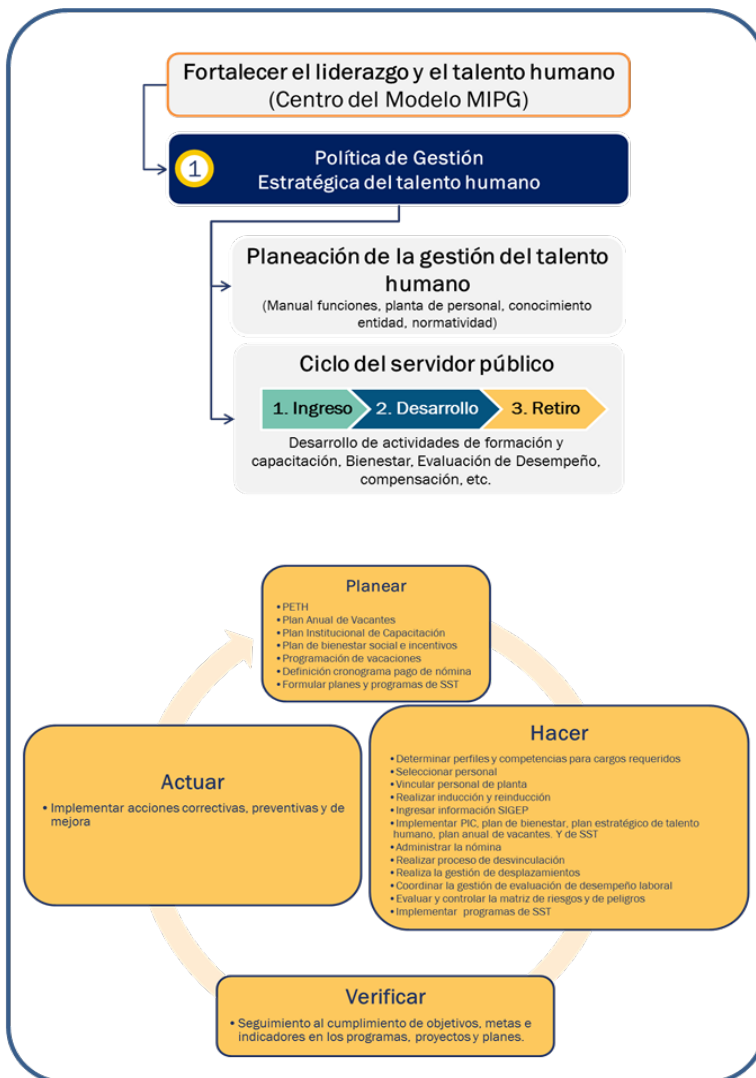 Fortalecer el liderazgo y el talento humano
(Centro del Modelo MIPG)
1
Política de Gestión
Estratégica del talento humano
Planeación de la gestión del talento
humano
(Manual funciones, planta de personal, conocimiento
entidad, normatividad)
Ciclo del servidor público
1. Ingreso
2. Desarrollo
3. Retiro
Desarrollo de actividades de formación y
capacitación, Bienestar, Evaluación de Desempeño,
compensación, etc.
Planear
• PETH
• Plan Anual de Vacantes
• Plan Institucional de Capacitación
• Plan de bienestar social e incentivos
• Programación de vacaciones
• Definición cronograma pago de nómina
• Formular planes y programas de SST
Hacer
• Determinar perfiles y competencias para cargos requeridos
• Seleccionar personal
• Vincular personal de planta
• Realizar inducción y reinducción
• Ingresar información SIGEP
• Implementar PIC, plan de bienestar, plan estratégico de talento
humano, plan anual de vacantes. Y de SST
• Administrar la nómina
• Realizar proceso de desvinculación
• Realiza la gestión de desplazamientos
• Coordinar la gestión de evaluación de desempeño laboral
• Evaluar y controlar la matriz de riesgos y de peligros
• Implementar programas de SST
Actuar
• Implementar acciones correctivas, preventivas y de
mejora
Verificar
• Seguimiento al cumplimiento de objetivos, metas e
indicadores en los programas, proyectos y planes.